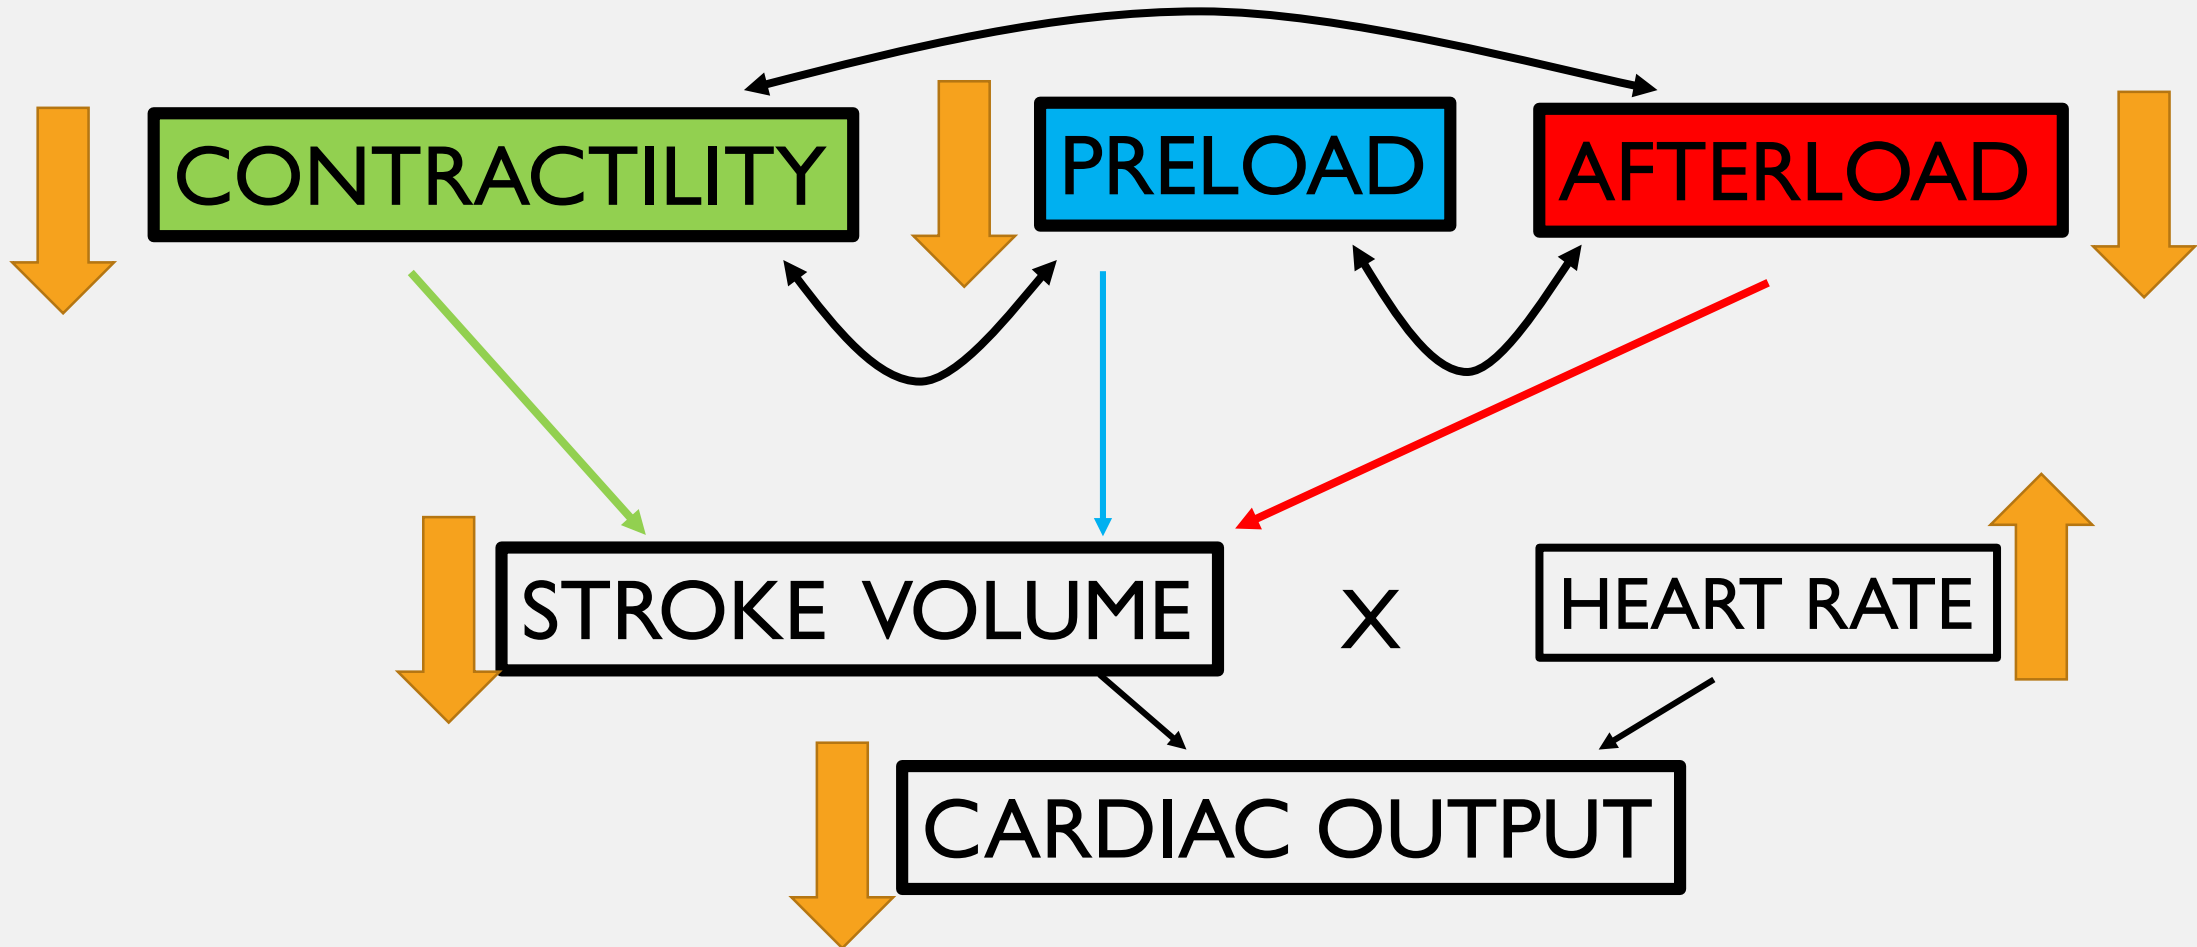 CONTRACTILITY
PRELOAD
AFTERLOAD
STROKE VOLUME
X
HEART RATE
CARDIAC OUTPUT